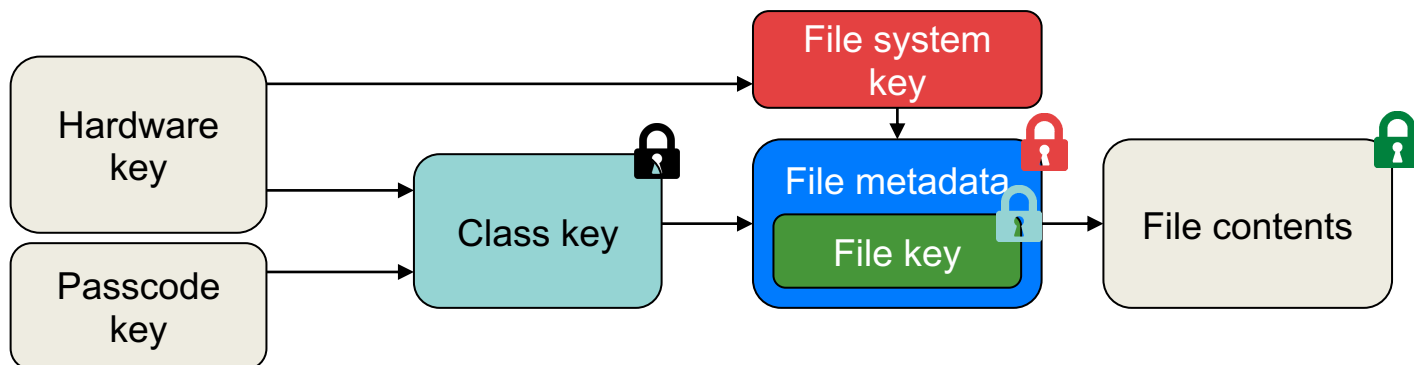 Hardware
key
Passcode
key
Class key
File system
key
File metadata
File key
File contents